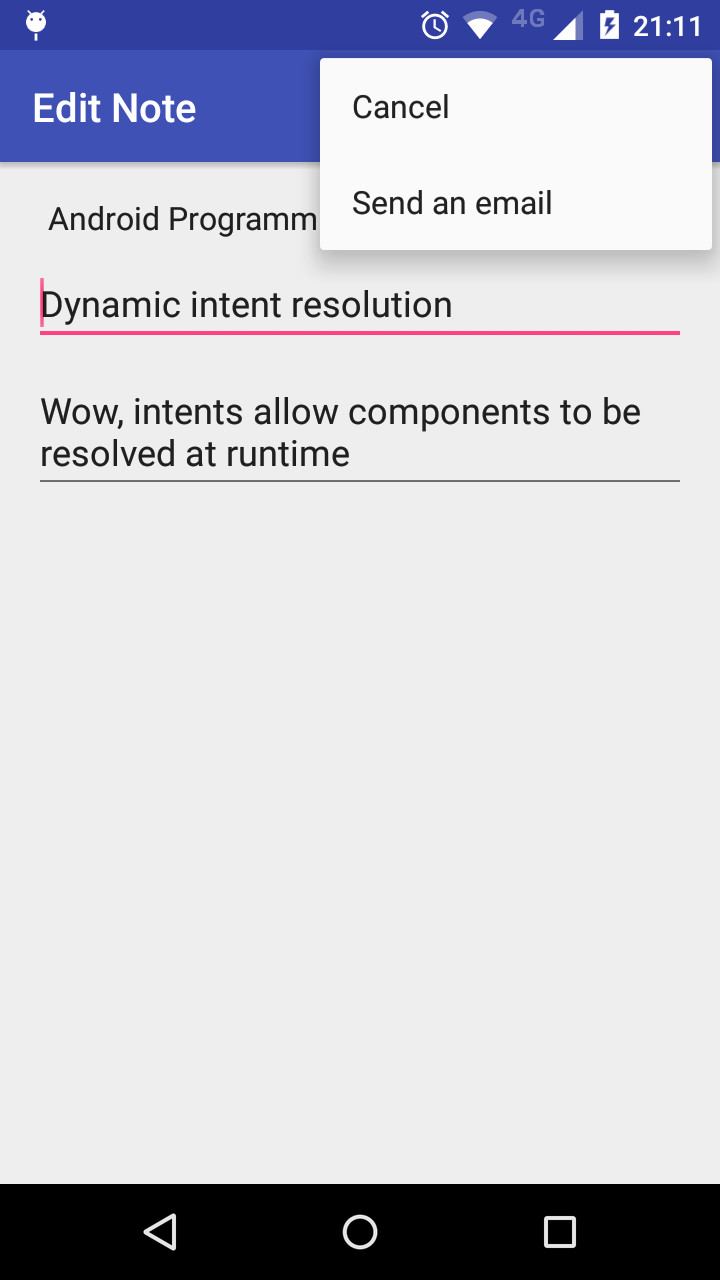 4G 21:11
Edit Note
Cancel
Send an email
Android Programm
Dynamic intent resolution
Wow, intents allow components to be
resolved at runtime